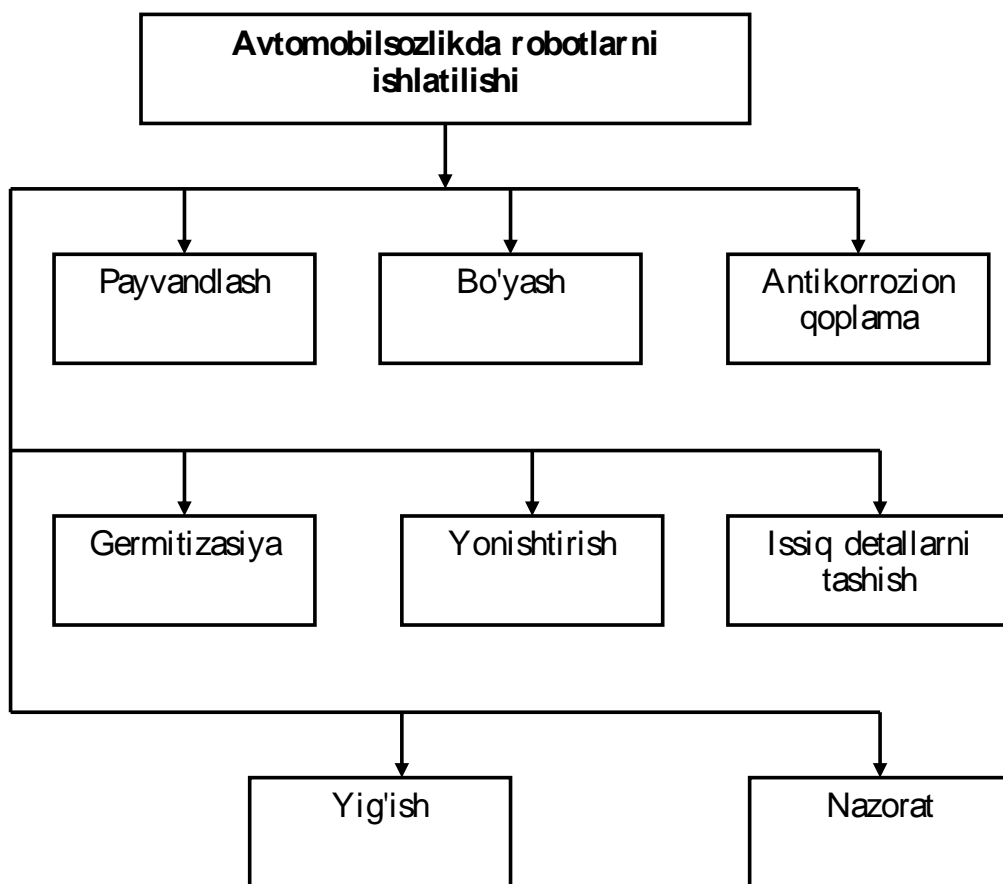 Avtomobilsozlikda robotlarni
ishlatilishi
Payvandlash
Bo'yash
Antikorrozion
qoplama
Germitizasiya
Yonishtirish
Issiq detallarni
tashish
Yig'ish
Nazorat